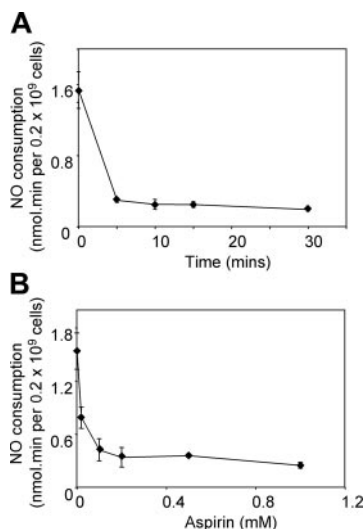 A
NO consumption
(nmol.min per 0.2 x 10⁹ cells)
1.6
0.8
0
0 10 20 30
Time (mins)
B
NO consumption
(nmol.min per 0.2 x 10⁹ cells)
1.8
1.2
0.6
0
0.0 0.4 0.8 1.2
Aspirin (mM)